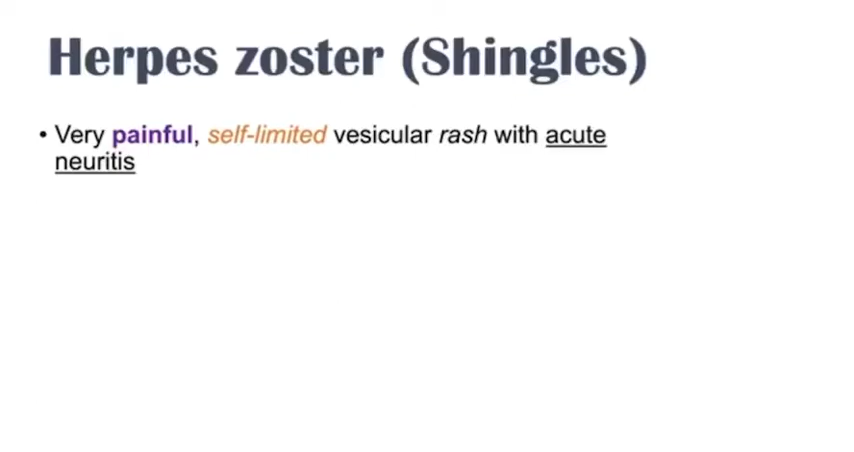 Herpes zoster (Shingles)
• Very painful, self-limited vesicular rash with acute
neuritis